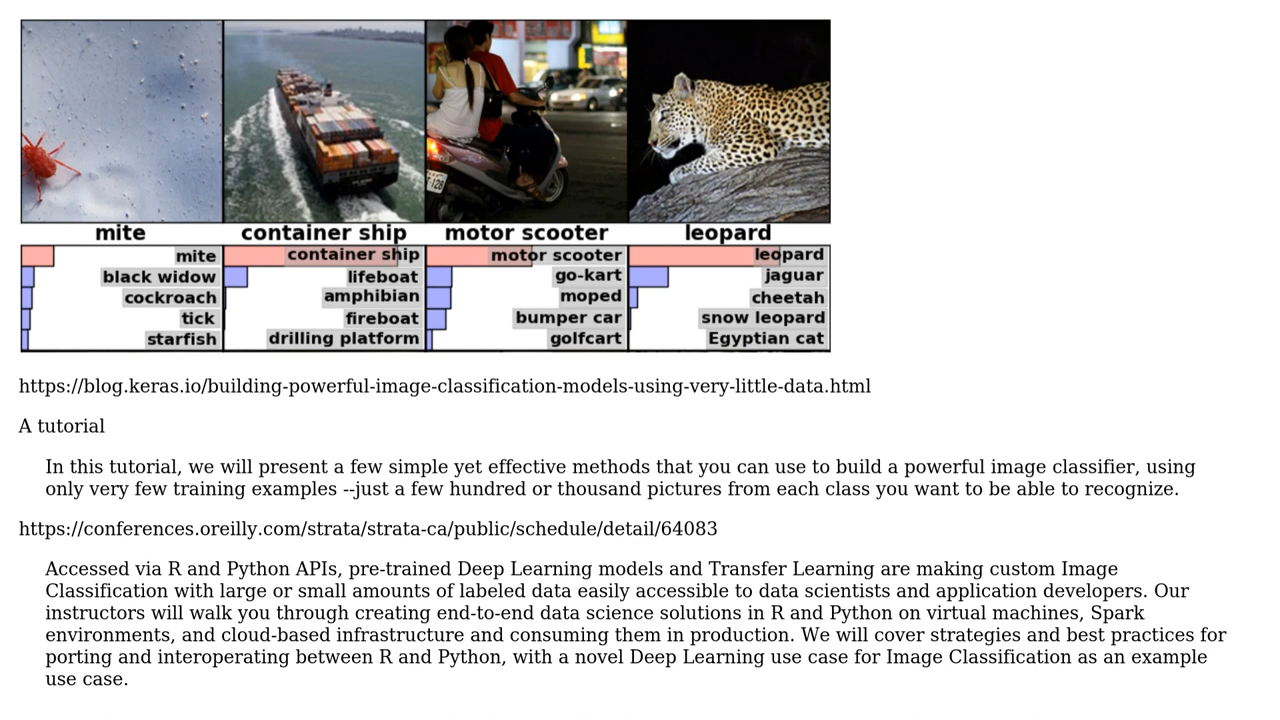 mite container ship motor scooter leopard
mite container ship motor scooter leopard
black widow lifeboat go-kart jaguar
cockroach amphibian moped cheetah
tick fireboat bumper car snow leopard
starfish drilling platform golfcart Egyptian cat
https://blog.keras.io/building-powerful-image-classification-models-using-very-little-data.html
A tutorial
In this tutorial, we will present a few simple yet effective methods that you can use to build a powerful image classifier, using
only very few training examples --just a few hundred or thousand pictures from each class you want to be able to recognize.
https://conferences.oreilly.com/strata/strata-ca/public/schedule/detail/64083
Accessed via R and Python APIs, pre-trained Deep Learning models and Transfer Learning are making custom Image
Classification with large or small amounts of labeled data easily accessible to data scientists and application developers. Our
instructors will walk you through creating end-to-end data science solutions in R and Python on virtual machines, Spark
environments, and cloud-based infrastructure and consuming them in production. We will cover strategies and best practices for
porting and interoperating between R and Python, with a novel Deep Learning use case for Image Classification as an example
use case.